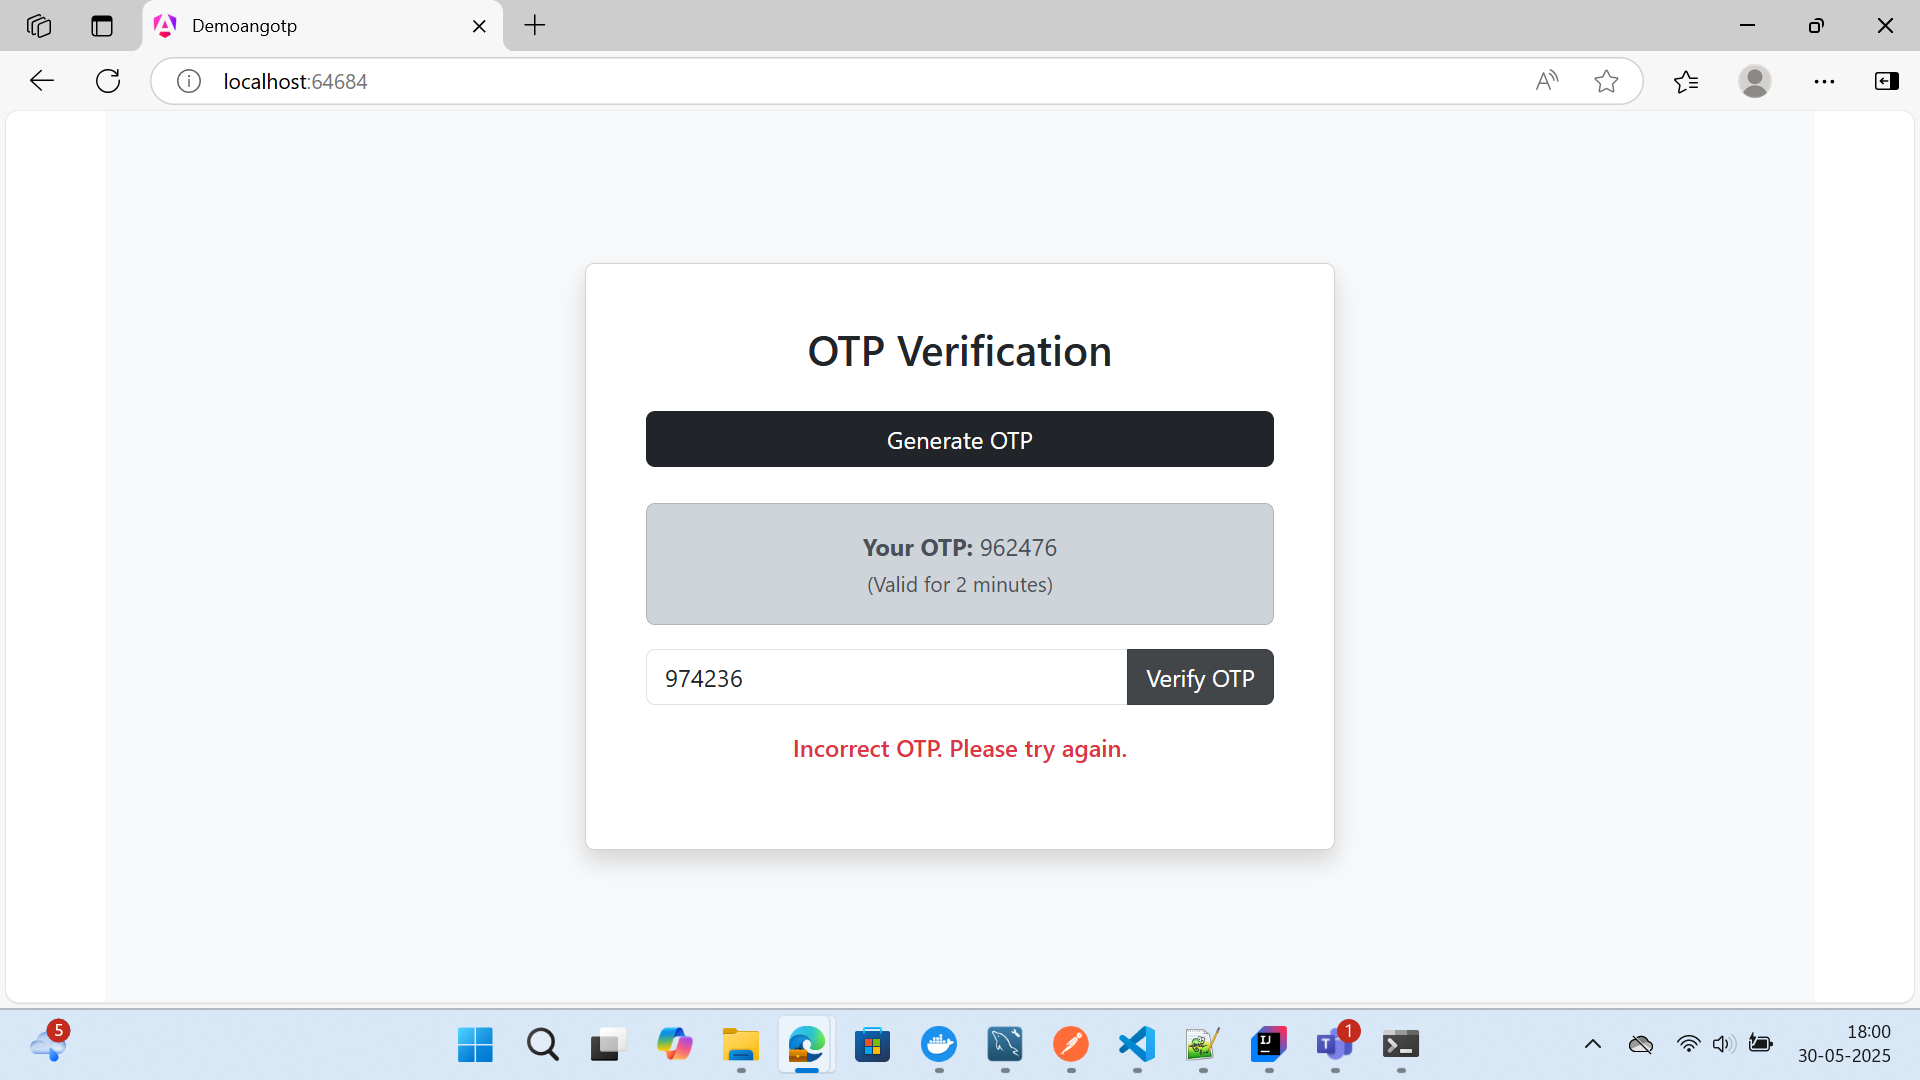 Demoangotp
localhost:64684
OTP Verification
Generate OTP
Your OTP: 962476
(Valid for 2 minutes)
974236
Verify OTP
Incorrect OTP. Please try again.
5
1
18:00
30-05-2025